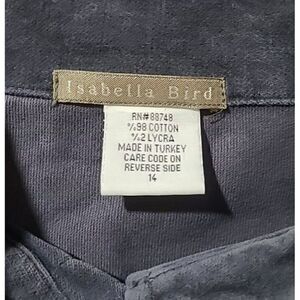 Isabella Bird
RN#88748
%98 COTTON
%2 LYCRA
MADE IN TURKEY
CARE CODE ON
REVERSE SIDE
14